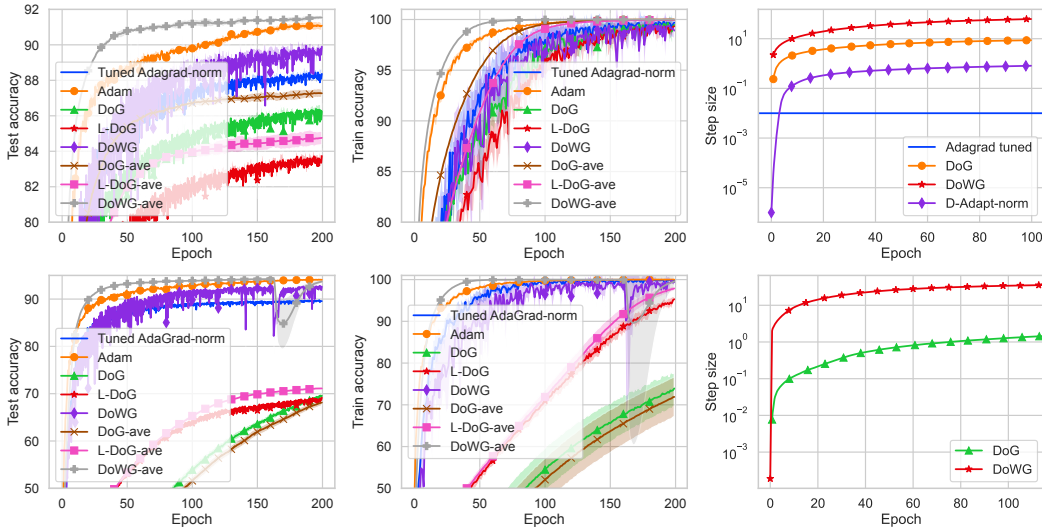 92
90
88
86
84
82
80
0
50
100
150
200
Epoch
Test accuracy
Tuned Adagrad-norm
Adam
DoG
L-DoG
DoWG
DoG-ave
L-DoG-ave
DoWG-ave
100
95
90
85
80
0
50
100
150
200
Epoch
Train accuracy
Tuned Adagrad-norm
Adam
DoG
L-DoG
DoWG
DoG-ave
L-DoG-ave
DoWG-ave
10¹
10⁻¹
10⁻³
10⁻⁵
0
20
40
60
80
100
Epoch
Step size
Adagrad tuned
DoG
DoWG
D-Adapt-norm
90
80
70
60
50
0
50
100
150
200
Epoch
Test accuracy
Tuned AdaGrad-norm
Adam
DoG
L-DoG
DoWG
DoG-ave
L-DoG-ave
DoWG-ave
100
90
80
70
60
50
0
50
100
150
200
Epoch
Train accuracy
Tuned AdaGrad-norm
Adam
DoG
L-DoG
DoWG
DoG-ave
L-DoG-ave
DoWG-ave
10¹
10⁰
10⁻¹
10⁻²
10⁻³
0
20
40
60
80
100
Epoch
Step size
DoG
DoWG